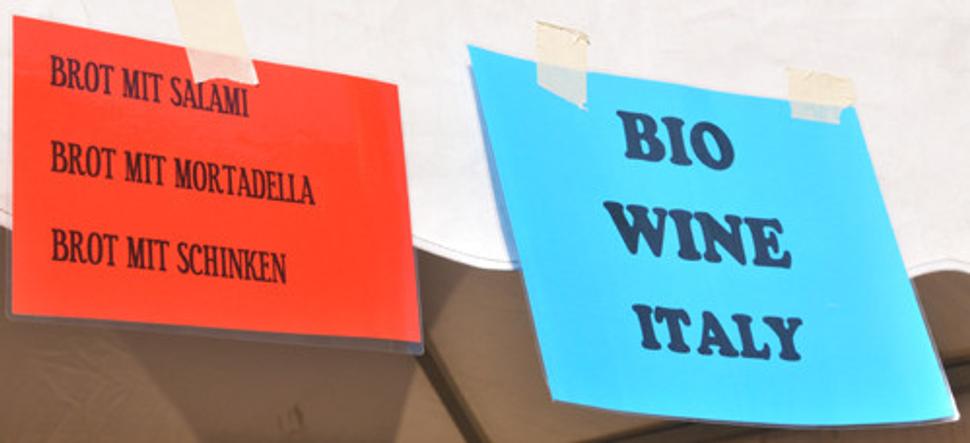 BROT MIT SALAMI
BROT MIT MORTADELLA
BROT MIT SCHINKEN
BIO
WINE
ITALY